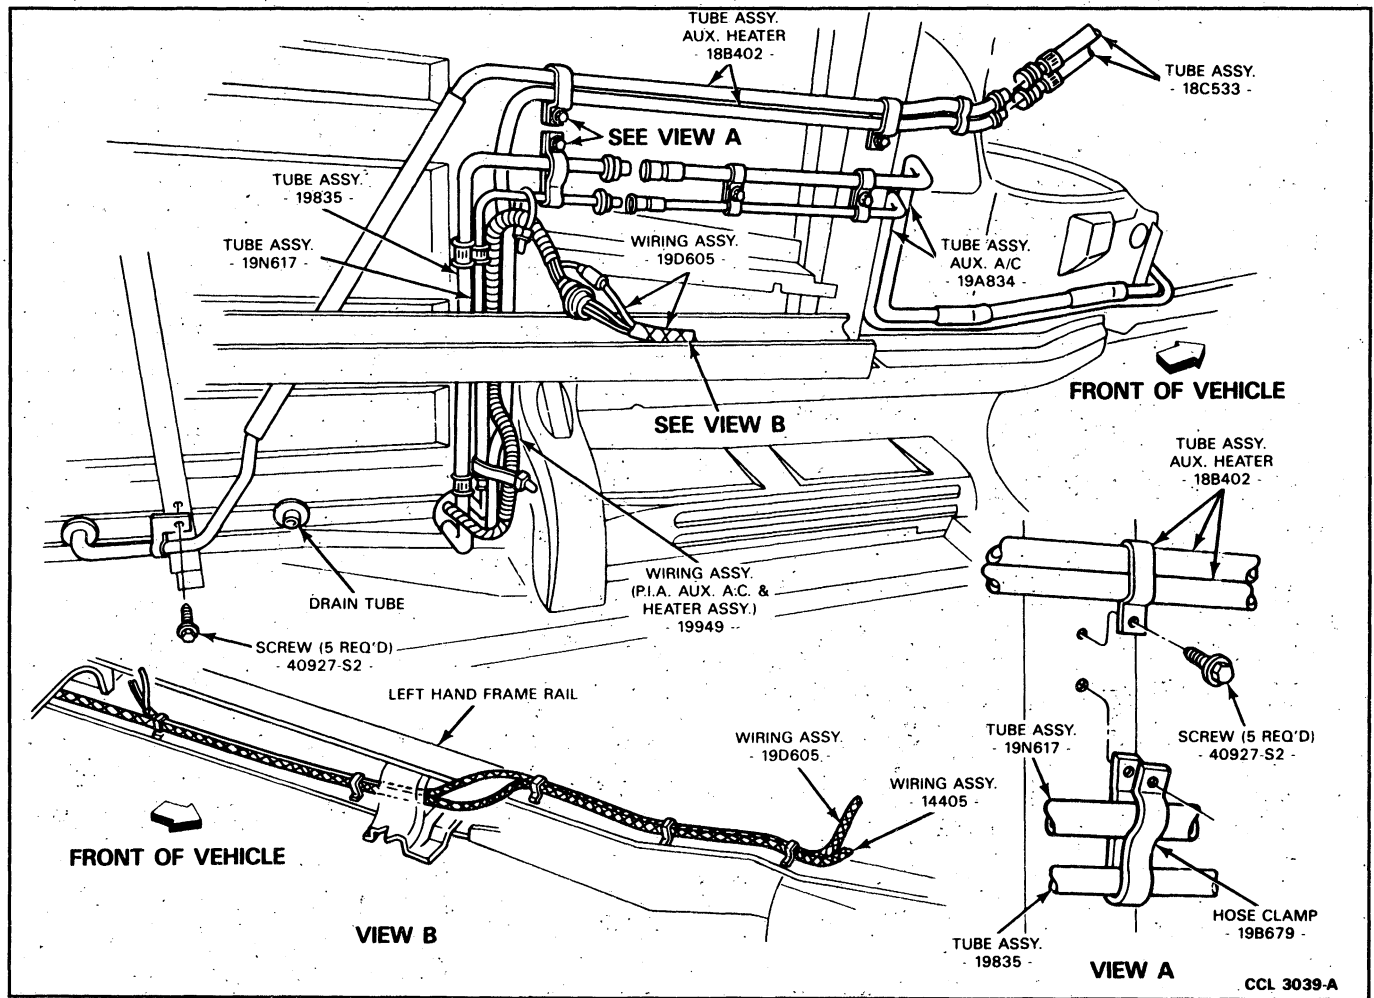 TUBE ASSY.
AUX. HEATER
- 18B402 -
TUBE ASSY.
- 18C533 -
SEE VIEW A
TUBE ASSY.
- 19835 -
TUBE ASSY.
- 19N617 -
WIRING ASSY.
19D605 -
TUBE ASSY.
AUX. A/C
- 19A834 -
FRONT OF VEHICLE
SEE VIEW B
TUBE ASSY.
AUX. HEATER
- 18B402 -
DRAIN TUBE
WIRING ASSY.
(P.I.A. AUX. A.C. &
HEATER ASSY.)
- 19949 -
SCREW (5 REQ'D)
- 40927-S2 -
LEFT HAND FRAME RAIL
WIRING ASSY.
19D605 -
WIRING ASSY.
- 14405 -
TUBE ASSY.
- 19N617 -
SCREW (5 REQ'D)
- 40927-S2 -
FRONT OF VEHICLE
VIEW B
HOSE CLAMP
- 19B679 -
TUBE ASSY.
- 19835 -
VIEW A
CCL 3039-A